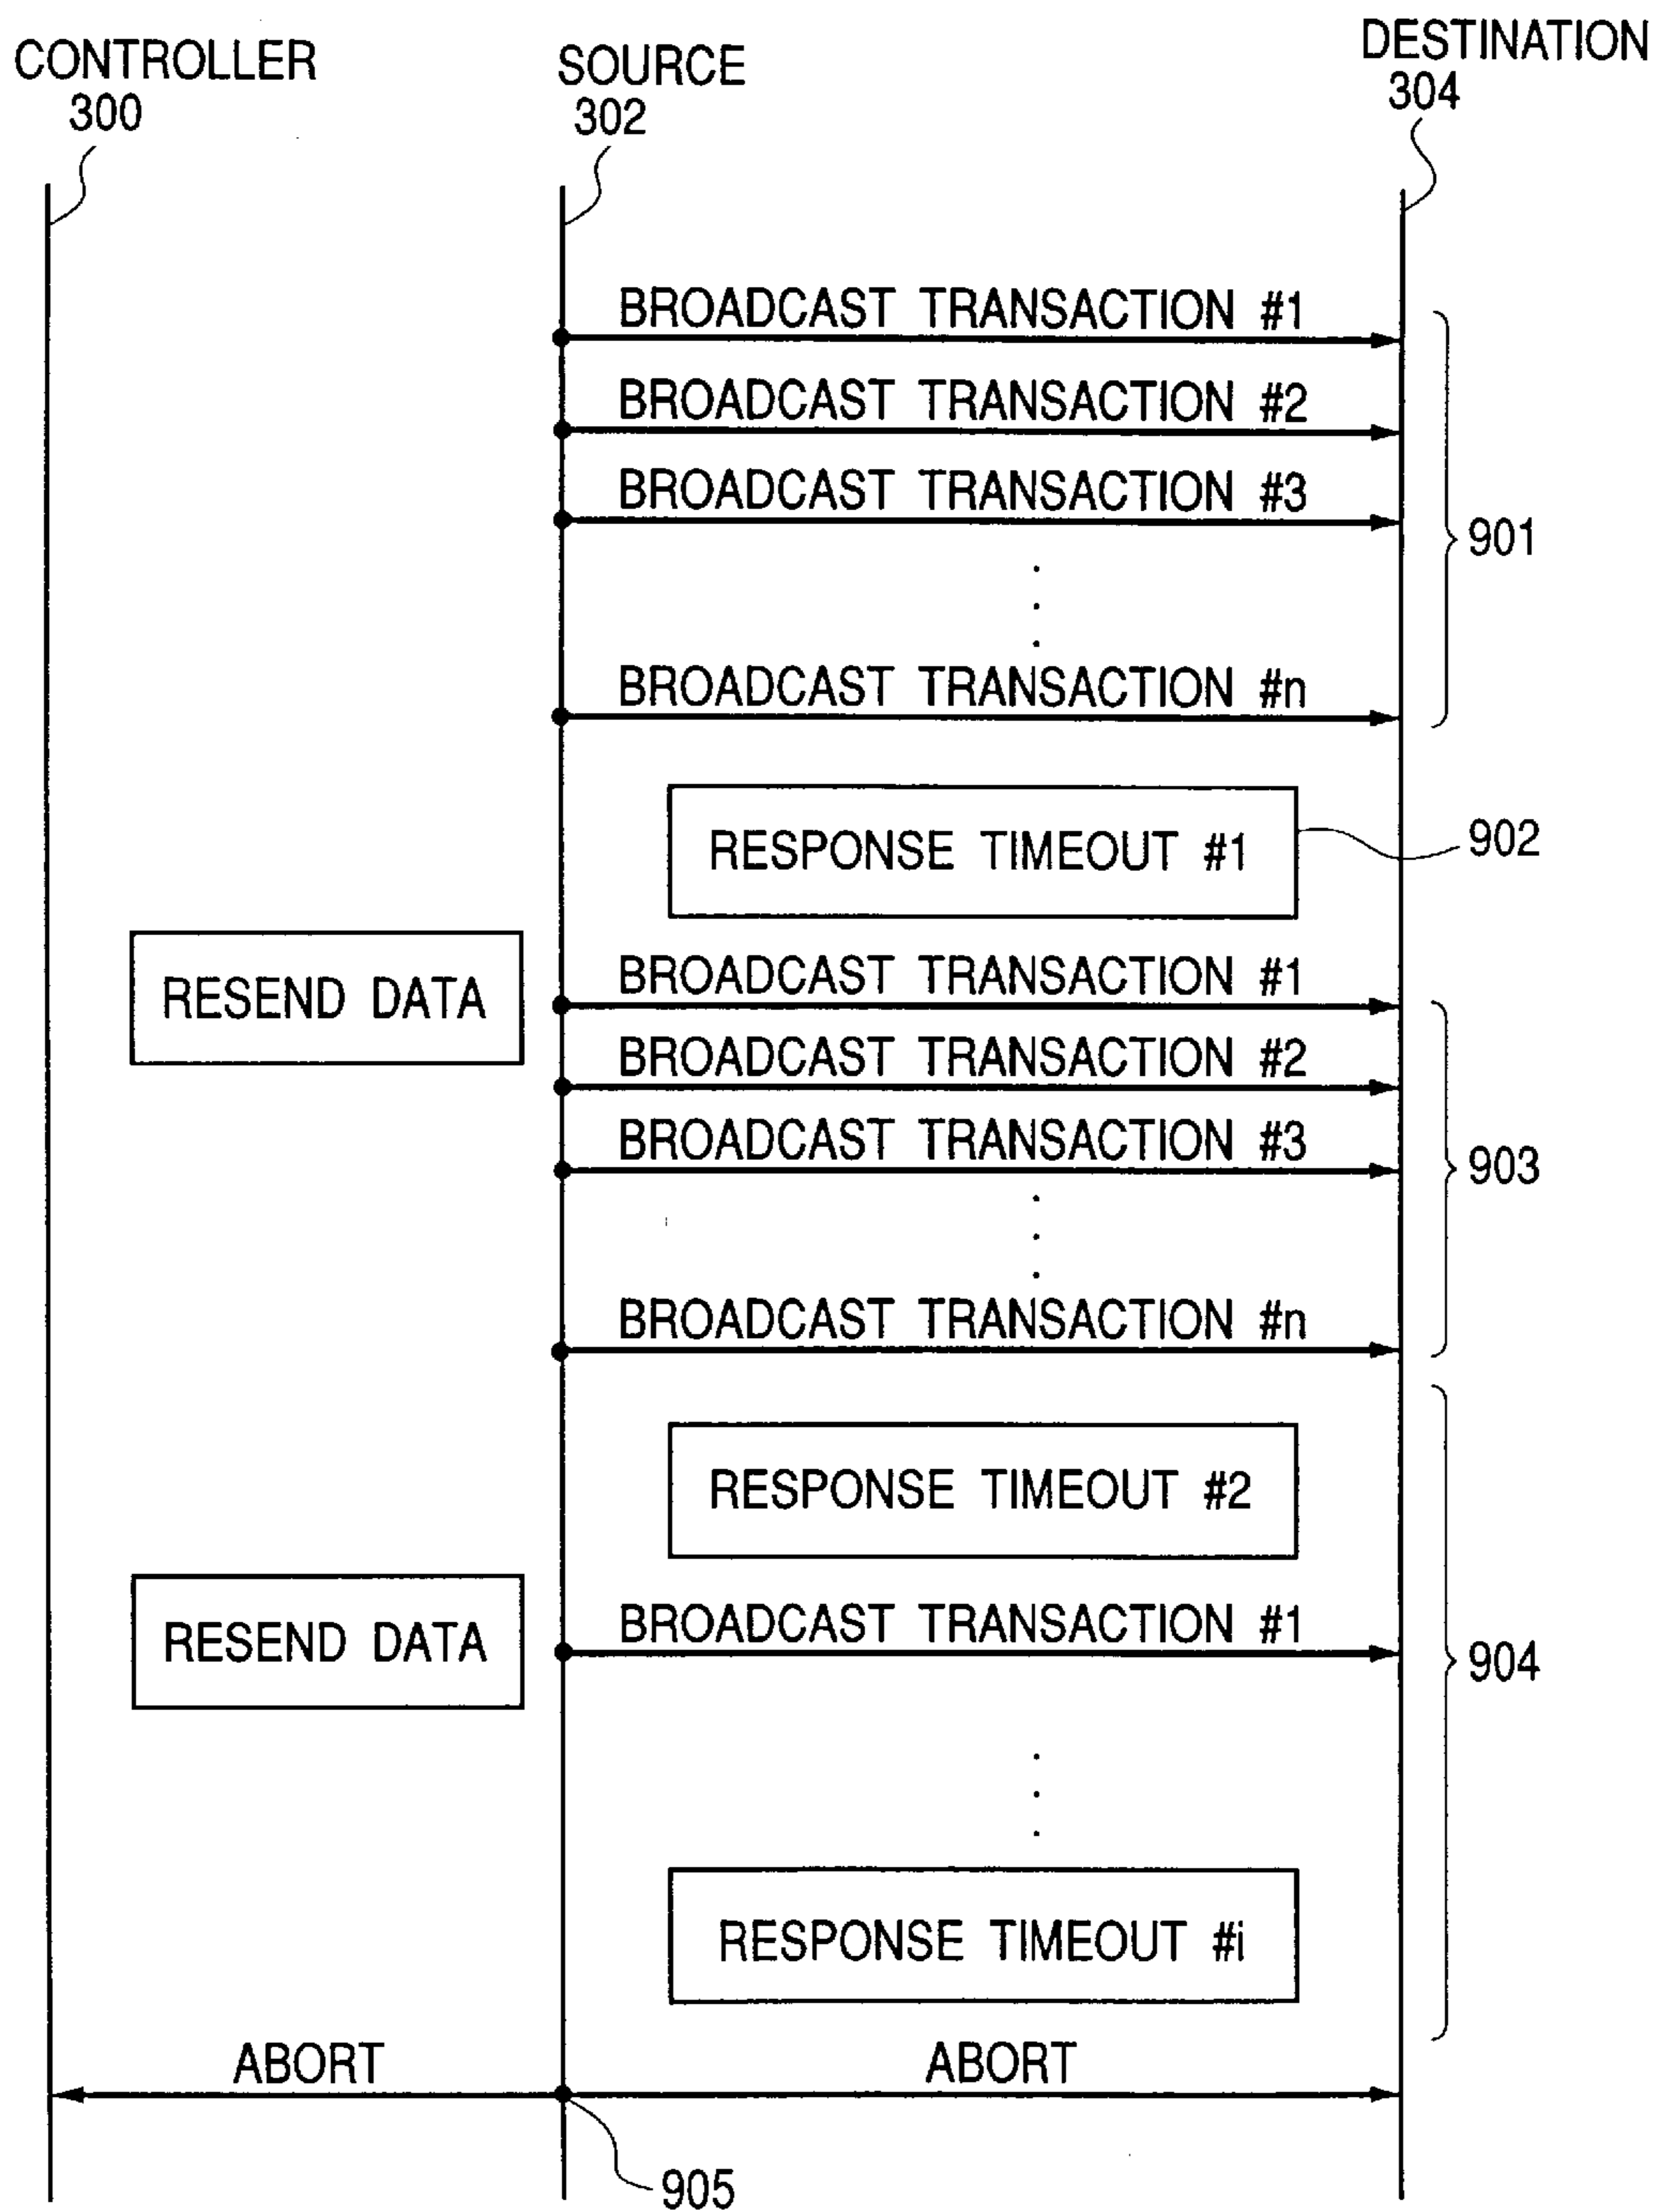 CONTROLLER
300
SOURCE
302
DESTINATION
304
BROADCAST TRANSACTION #1
BROADCAST TRANSACTION #2
BROADCAST TRANSACTION #3
901
BROADCAST TRANSACTION #n
RESPONSE TIMEOUT #1
902
RESEND DATA
BROADCAST TRANSACTION #1
BROADCAST TRANSACTION #2
BROADCAST TRANSACTION #3
903
BROADCAST TRANSACTION #n
RESPONSE TIMEOUT #2
RESEND DATA
BROADCAST TRANSACTION #1
904
RESPONSE TIMEOUT #i
ABORT
ABORT
905